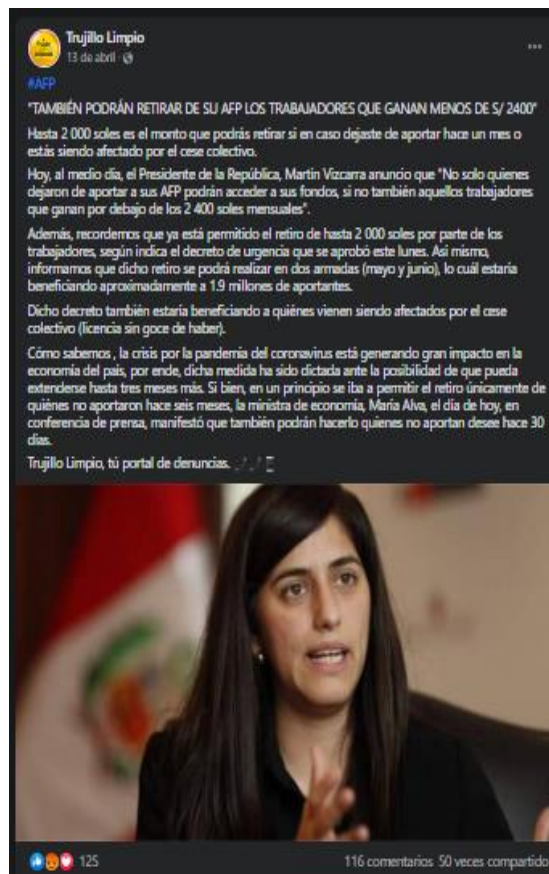 Trujillo Limpio
13 de abril
#AFP
"TAMBIÉN PODRÁN RETIRAR DE SU AFP LOS TRABAJADORES QUE GANAN MENOS DE S/ 2400"
Hasta 2 000 soles es el monto que podrás retirar si en caso dejaste de aportar hace un mes o
estás siendo afectado por el cese colectivo.
Hoy, al medio día, el Presidente de la República, Martín Vizcarra anuncio que "No solo quienes
dejaron de aportar a sus AFP podrán acceder a sus fondos, si no también aquellos trabajadores
que ganan por debajo de los 2 400 soles mensuales".
Además, recordemos que ya está permitido el retiro de hasta 2 000 soles por parte de los
trabajadores, según indica el decreto de urgencia que se aprobó este lunes. Así mismo,
informamos que dicho retiro se podrá realizar en dos armadas (mayo y junio), lo cuál estaría
beneficiando aproximadamente a 1.9 millones de aportantes.
Dicho decreto también estaría beneficiando a quiénes vienen siendo afectados por el cese
colectivo (licencia sin goce de haber).
Cómo sabemos , la crisis por la pandemia del coronavirus está generando gran impacto en la
economía del país, por ende, dicha medida ha sido dictada ante la posibilidad de que pueda
extenderse hasta tres meses más. Si bien, en un principio se iba a permitir el retiro únicamente de
quiénes no aportaron hace seis meses, la ministra de economía, María Alva, el día de hoy, en
conferencia de prensa, manifestó que también podrán hacerlo quienes no aportan desee hace 30
días.
Trujillo Limpio, tú portal de denuncias.
125
116 comentarios 50 veces compartido